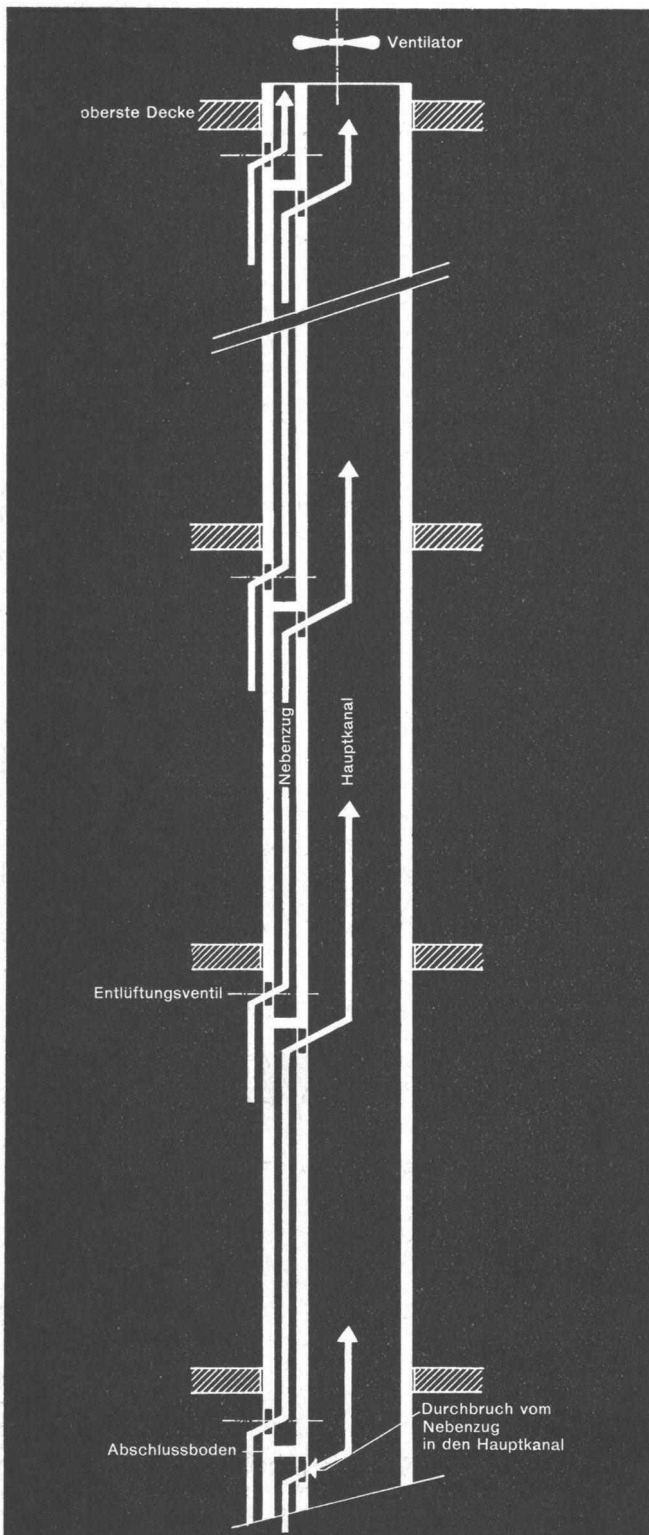 Ventilator
oberste Decke
Nebenzug
Hauptkanal
Entlüftungsventil
Durchbruch vom
Nebenzug
in den Hauptkanal
Abschlussboden